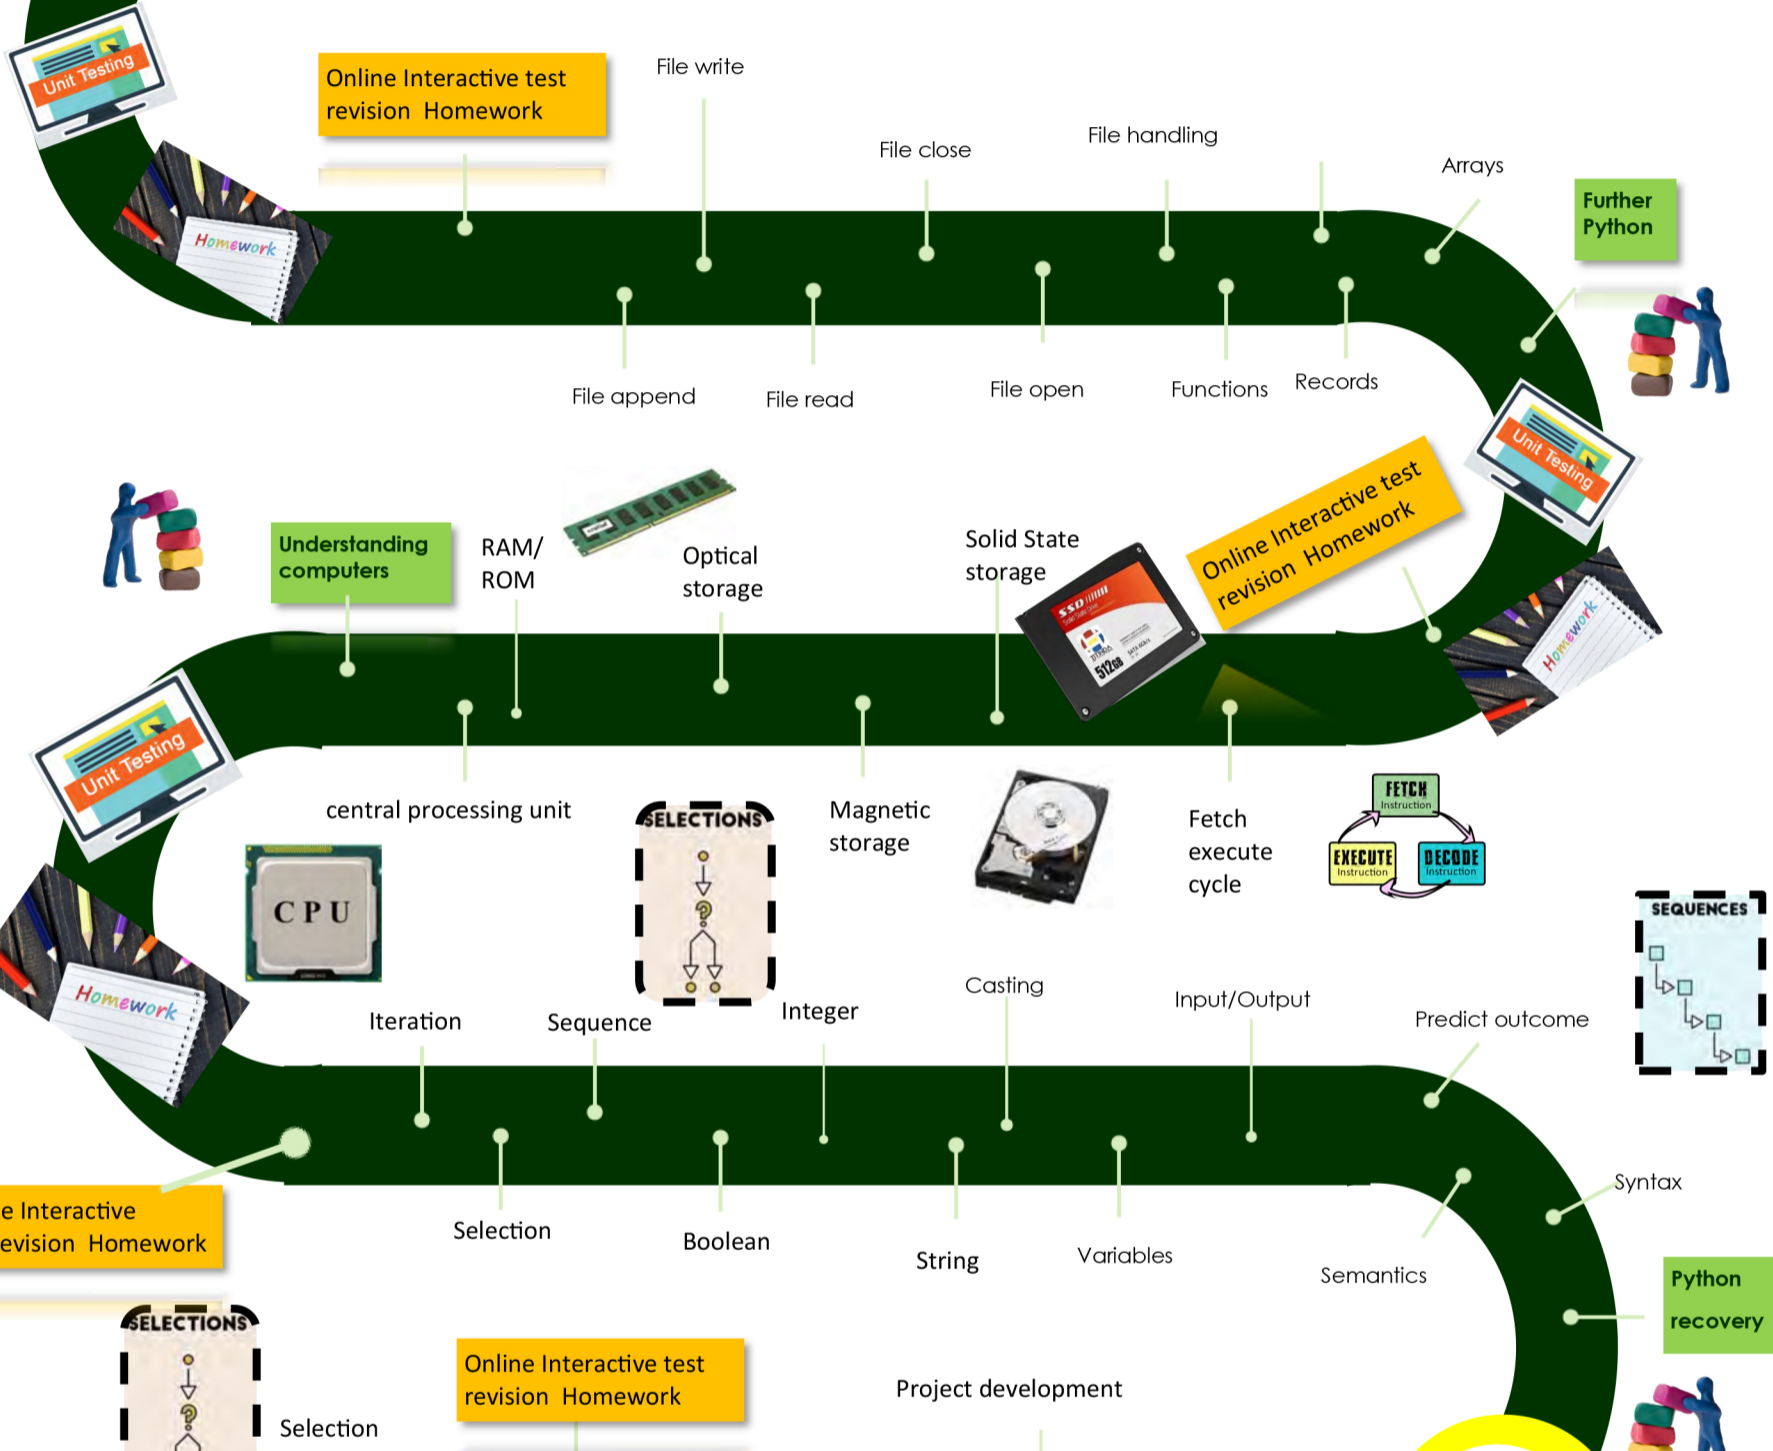 Unit Testing
Online Interactive test
revision Homework
File write
File close
File handling
Arrays
Further
Python
Homework
File append
File read
File open
Functions
Records
Unit Testing
Understanding
computers
RAM/
ROM
Optical
storage
Solid State
storage
SSD
512GB
Online Interactive test
revision Homework
Homework
Unit Testing
central processing unit
SELECTIONS
?
Magnetic
storage
Fetch
execute
cycle
FETCH
Instruction
EXECUTE
Instruction
DECODE
Instruction
CPU
SEQUENCES
Homework
Iteration
Sequence
Integer
Casting
Input/Output
Predict outcome
Syntax
e Interactive
evision Homework
Selection
Boolean
String
Variables
Semantics
Python
recovery
SELECTIONS
?
Selection
Online Interactive test
revision Homework
Project development